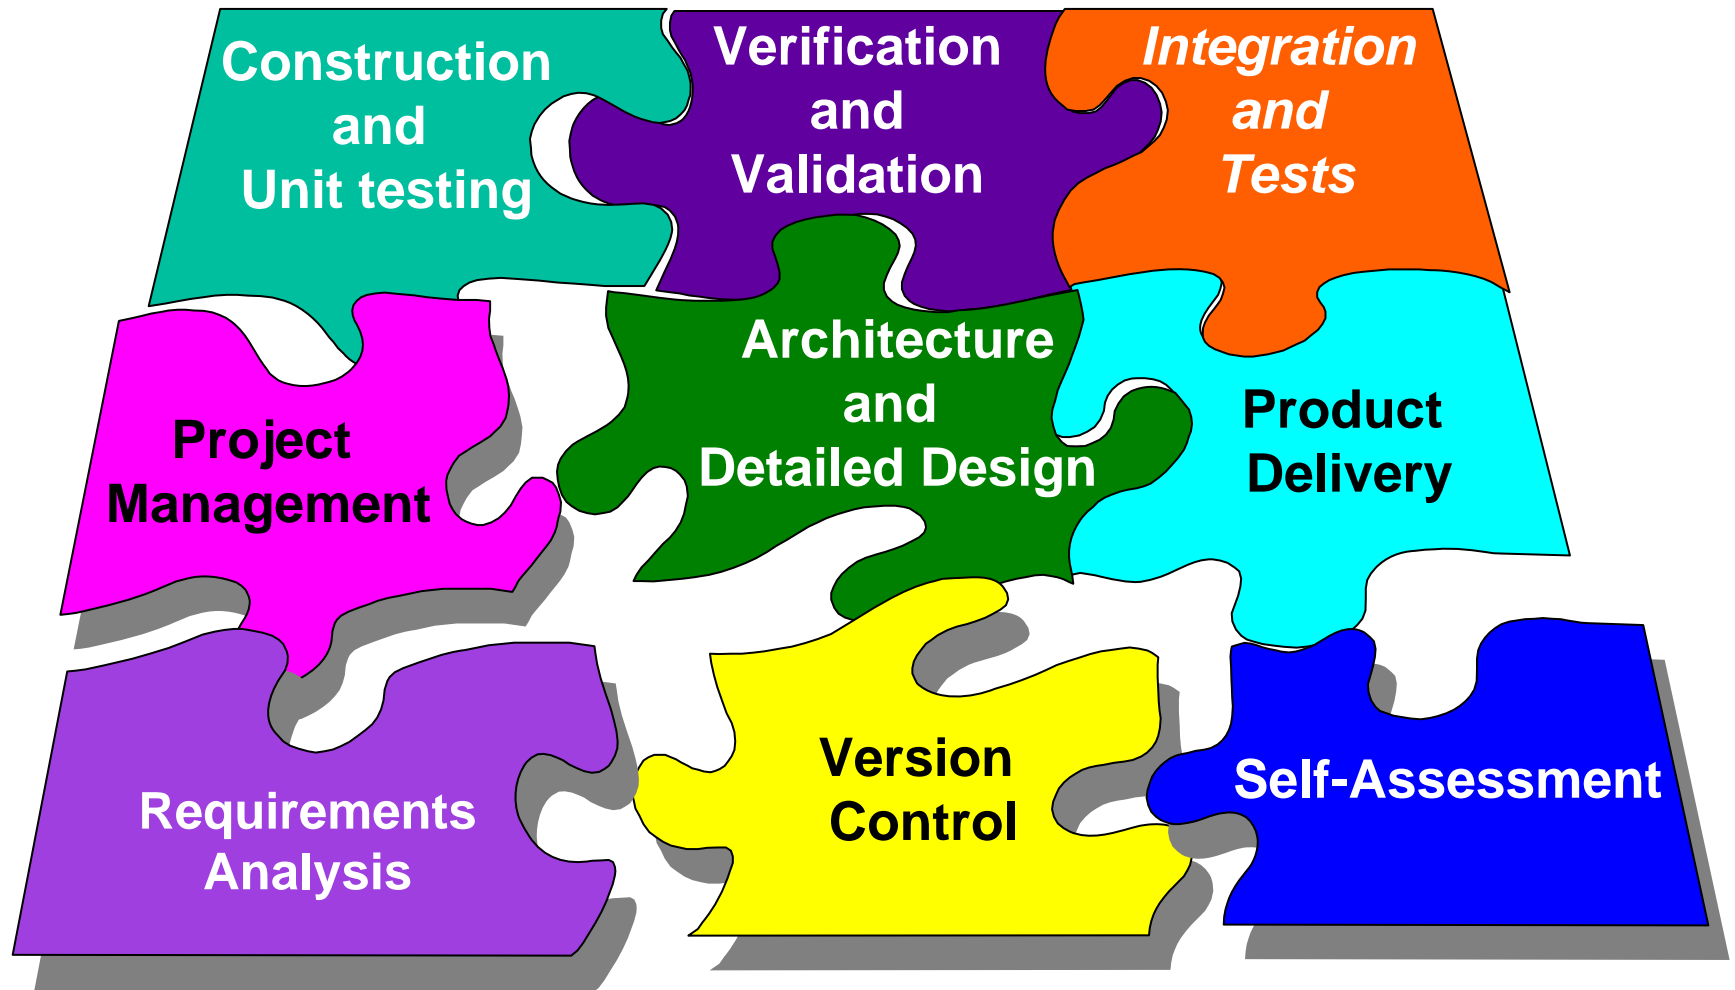 Construction
and
Unit testing
Verification
and
Validation
Integration
and
Tests
Project
Management
Architecture
and
Detailed Design
Product
Delivery
Requirements
Analysis
Version
Control
Self-Assessment